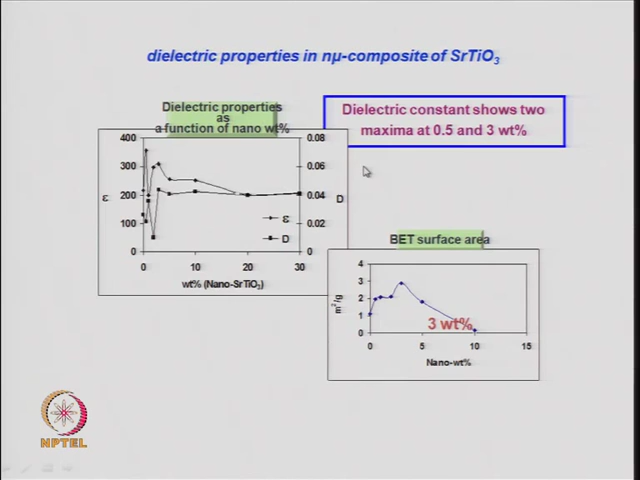 dielectric properties in nμ-composite of SrTiO3
Dielectric properties
as
a function of nano wt%
Dielectric constant shows two
maxima at 0.5 and 3 wt%
400
300
200
100
0
0.08
0.06
0.04
0.02
0
ε
D
ε
D
0 10 20 30
wt% (Nano-SrTiO3)
BET surface area
4
3
2
1
0
m2/g
3 wt%
0 5 10 15
Nano-wt%
NPTEL